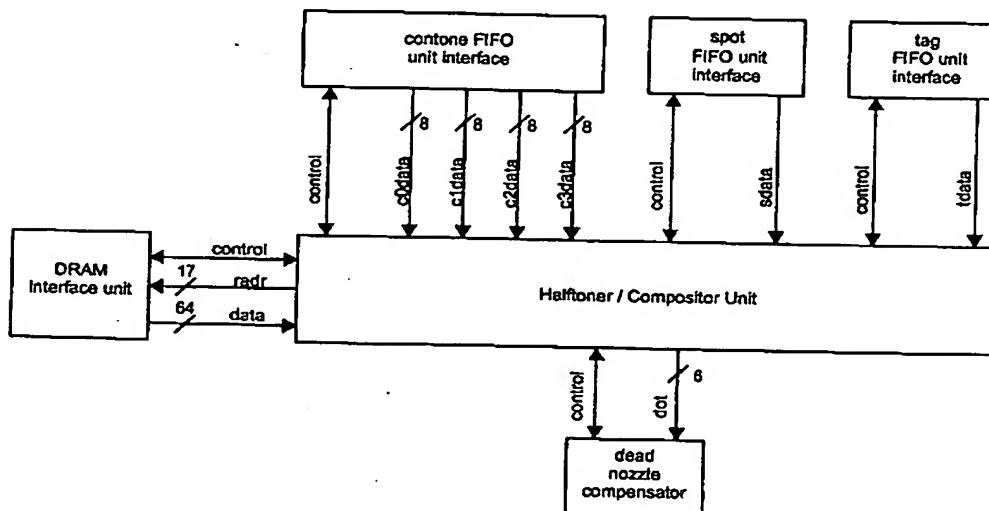 contone FIFO
unit interface
spot
FIFO unit
interface
tag
FIFO unit
interface
8
8
8
8
control
c0data
c1data
c2data
c3data
control
sdata
control
tdata
DRAM
Interface unit
control
17
radr
64
data
Halftoner / Compositor Unit
control
dot
6
dead
nozzle
compensator